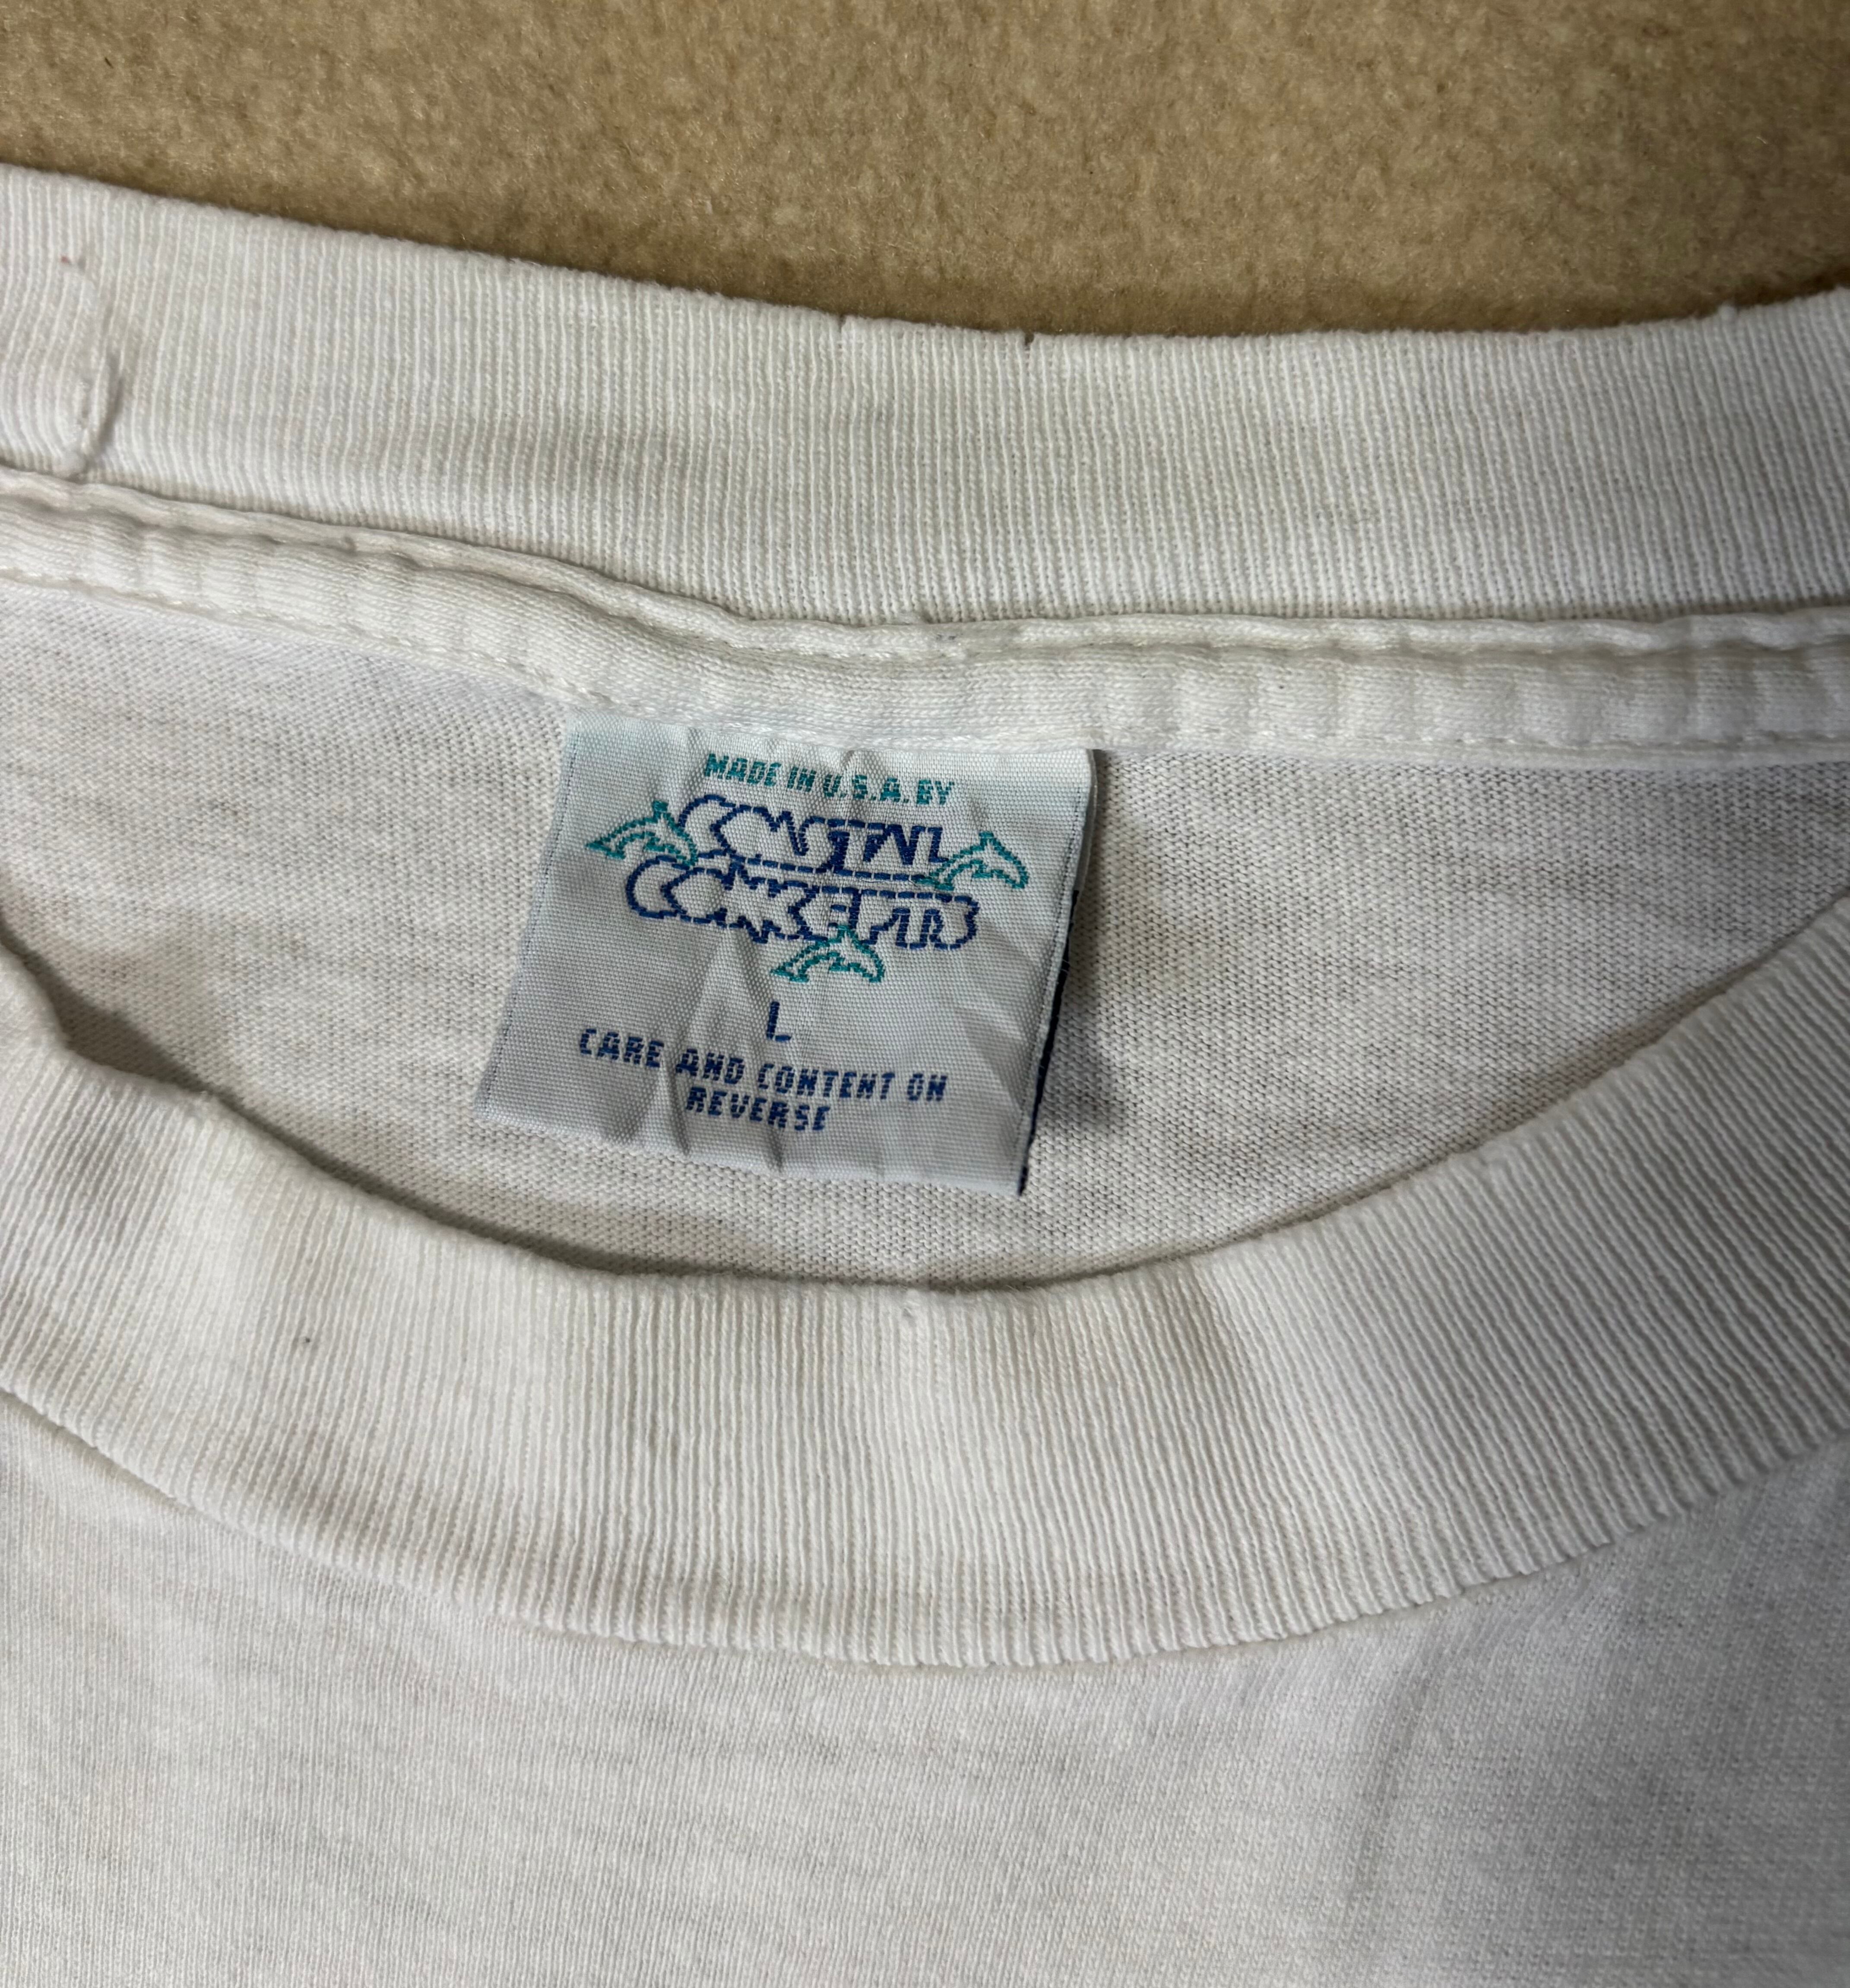 MADE IN U.S.A. BY
COASTAL
CONCEPTS
L
CARE AND CONTENT ON
REVERSE